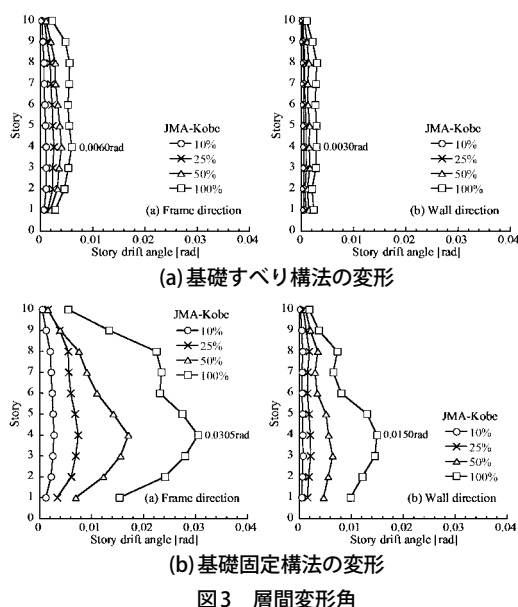 10
9
8
7
6
5
4
3
2
1
0
Story
JMA-Kobe
10%
25%
50%
100%
0.0060rad
(a) Frame direction
0 0.01 0.02 0.03 0.04
Story drift angle [rad]
10
9
8
7
6
5
4
3
2
1
0
JMA-Kobe
10%
25%
50%
100%
0.0030rad
(b) Wall direction
0 0.01 0.02 0.03 0.04
Story drift angle [rad]
(a)基礎すべり構法の変形
10
9
8
7
6
5
4
3
2
1
0
Story
JMA-Kobe
10%
25%
50%
100%
0.0305rad
(a) Frame direction
0 0.01 0.02 0.03 0.04
Story drift angle [rad]
10
9
8
7
6
5
4
3
2
1
0
0.0150rad
JMA-Kobe
10%
25%
50%
100%
(b) Wall direction
0 0.01 0.02 0.03 0.04
Story drift angle [rad]
(b)基礎固定構法の変形
図3 層間変形角